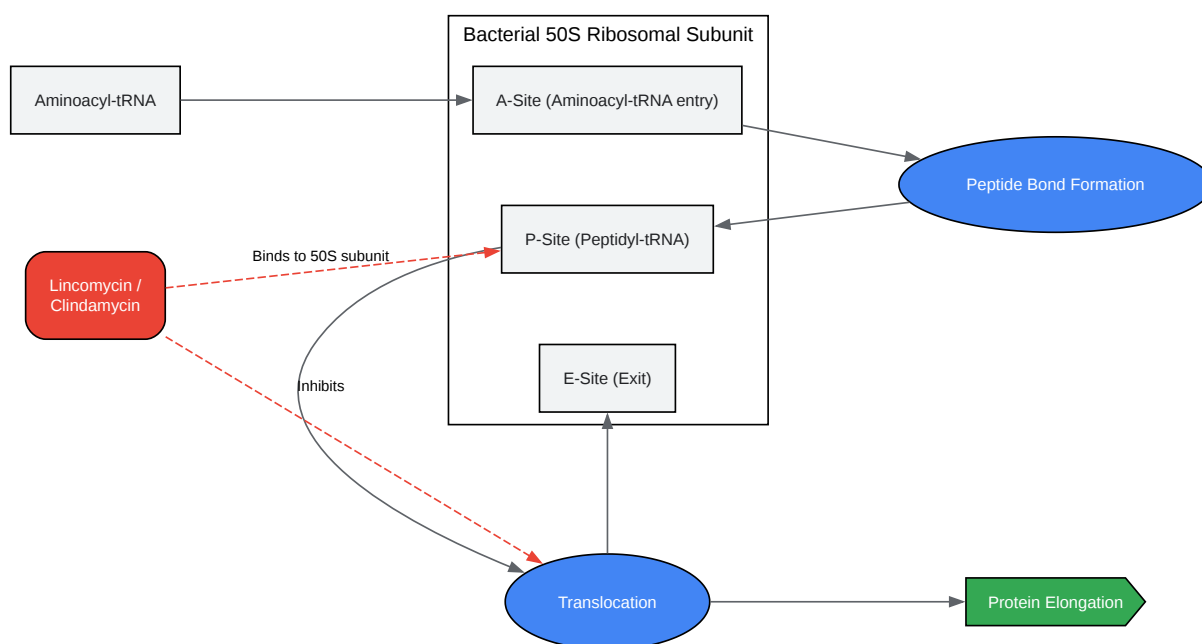 Bacterial 50S Ribosomal Subunit
Aminoacyl-tRNA
A-Site (Aminoacyl-tRNA entry)
Peptide Bond Formation
P-Site (Peptidyl-tRNA)
Binds to 50S subunit
Lincomycin /
Clindamycin
E-Site (Exit)
Inhibits
Translocation
Protein Elongation